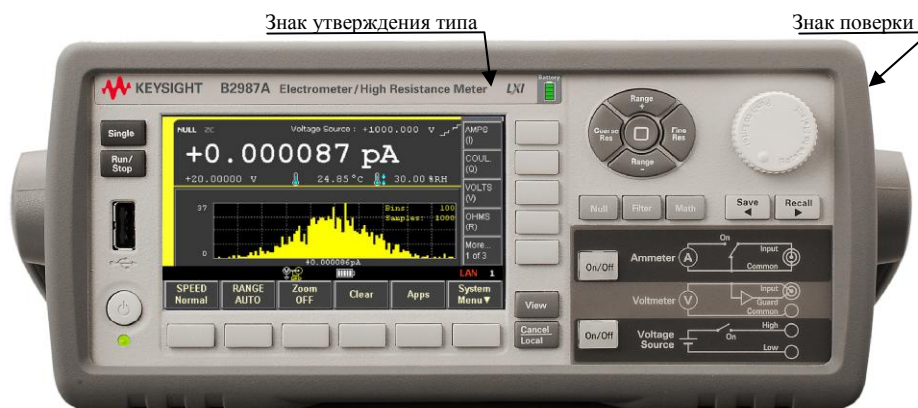 Знак утверждения типа
Знак поверки
KEYSIGHT B2987A Electrometer/High Resistance Meter LXI
Battery
Single
Run/
Stop
NULL ZC Voltage Source : +1000.000 V
+0.000087 pA
+20.00000 V 24.85°C 30.00 %RH
AMPS
(I)
COUL.
(Q)
VOLTS
(V)
OHMS
(R)
More...
1 of 3
37
Bins: 100
Samples: 1000
0
+0.000086pA
LAN 1
SPEED
Normal
RANGE
AUTO
Zoom
OFF
Clear
Apps
System
Menu▼
View
Cancel
Local
Range
+
Coarse
Res
Fine
Res
Range
-
Null
Filter
Math
Save
◀
Recall
▶
On/Off
Ammeter
A
On
Input
Common
Voltmeter
V
Input
Guard
Common
On/Off
Voltage
Source
On
High
Low